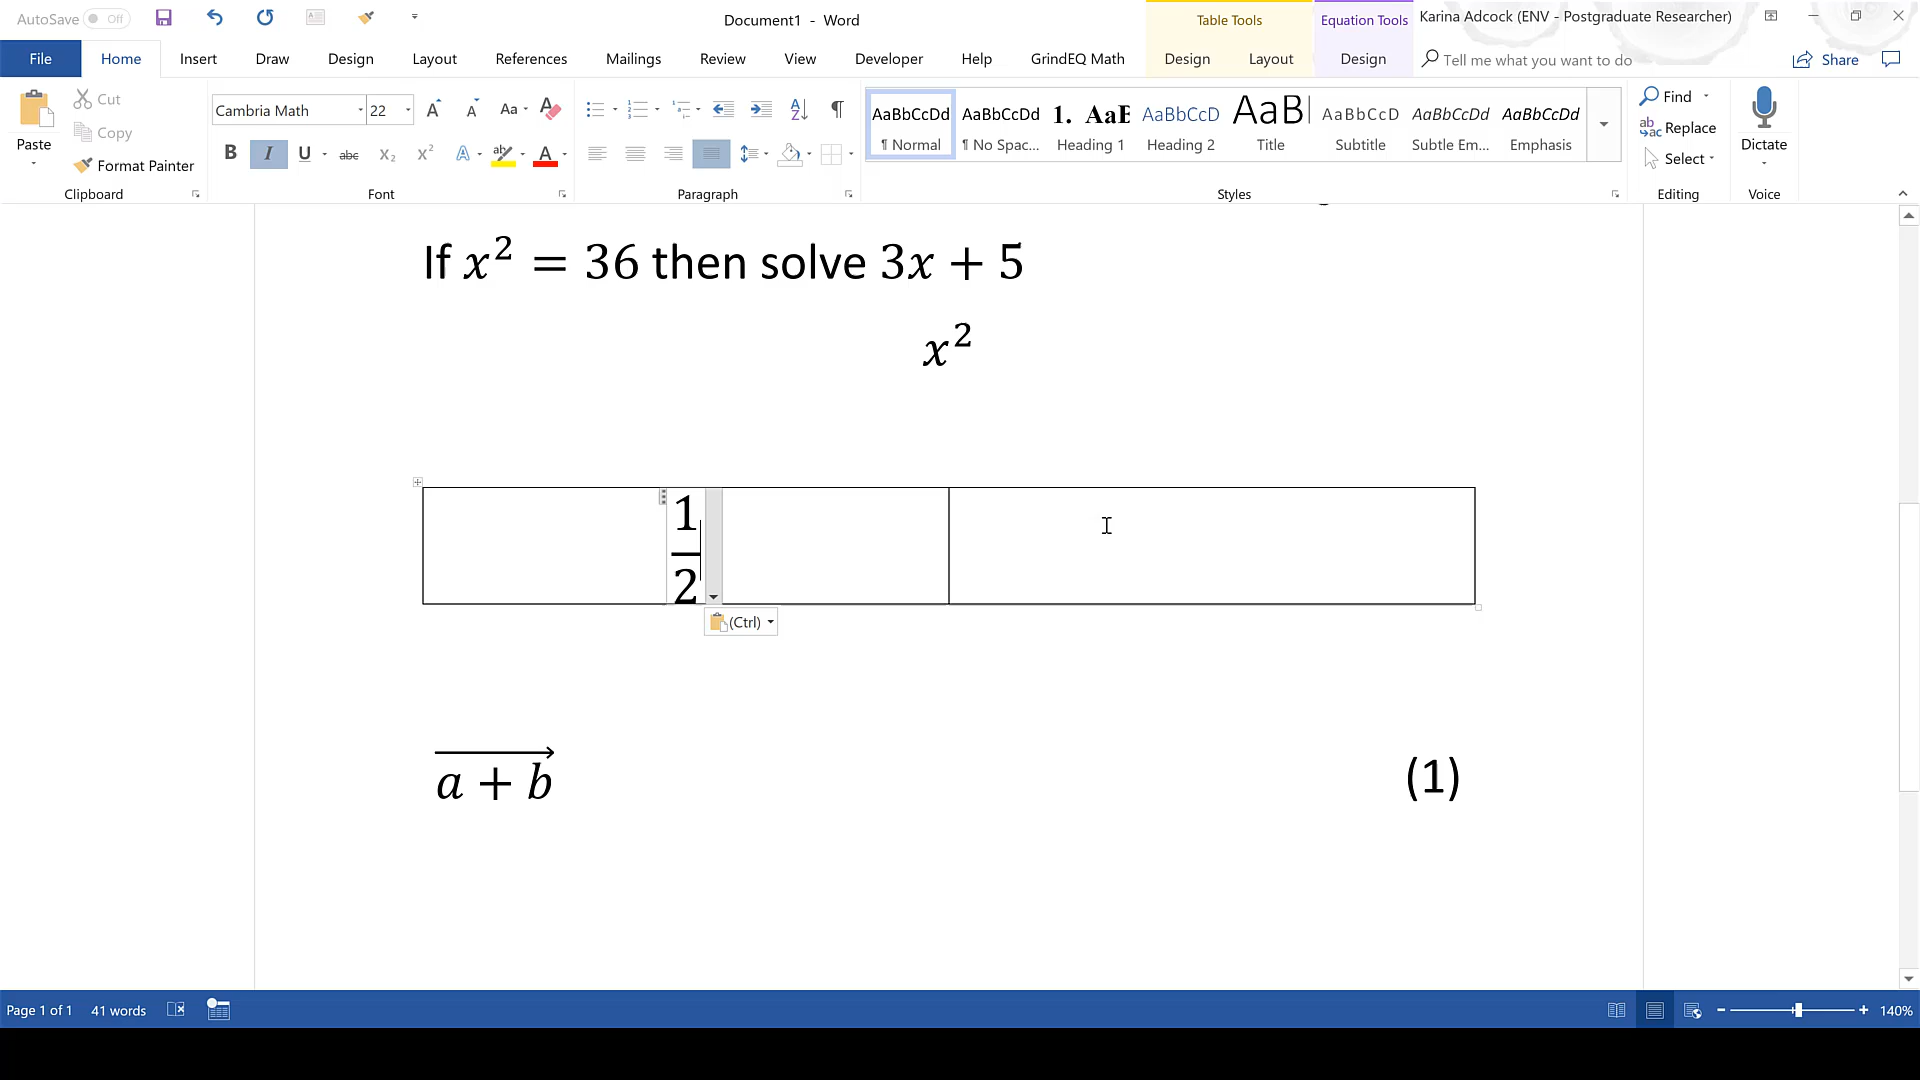 AutoSave Off Document1 - Word Table Tools Equation Tools Karina Adcock (ENV - Postgraduate Researcher)
File Home Insert Draw Design Layout References Mailings Review View Developer Help GrindEQ Math Design Layout Design Tell me what you want to do Share
Paste Cut Copy Format Painter
Cambria Math 22 Aa
B I U abc X₂ X² A A
AaBbCcDd AaBbCcDd 1. AaB AaBbCcD AaB AaBbCcD AaBbCcDd AaBbCcDd
¶ Normal ¶ No Spac... Heading 1 Heading 2 Title Subtitle Subtle Em... Emphasis
Find Replace Select Dictate
Clipboard Font Paragraph Styles Editing Voice
If x² = 36 then solve 3x + 5
x²
1
2
(Ctrl)
a + b (1)
Page 1 of 1 41 words 140%